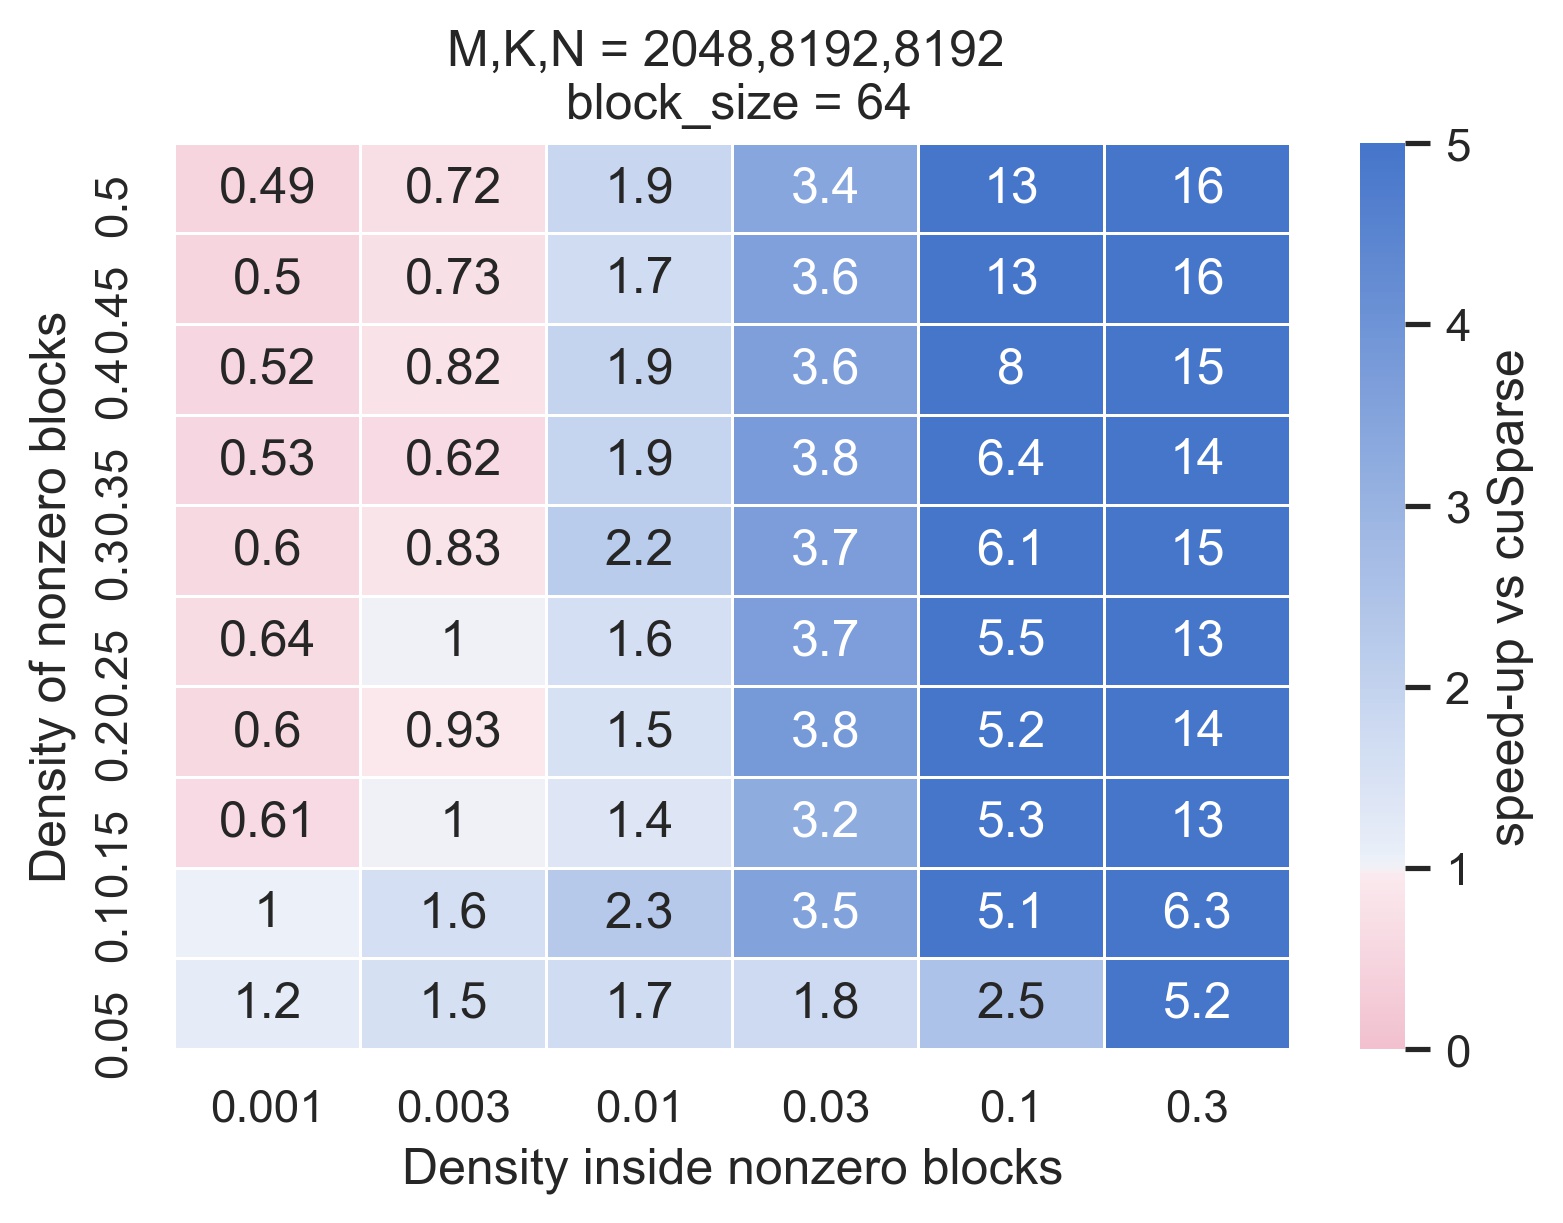 M,K,N = 2048,8192,8192
block_size = 64
Density of nonzero blocks
0.5 0.49 0.72 1.9 3.4 13 16
0.45 0.5 0.73 1.7 3.6 13 16
0.4 0.52 0.82 1.9 3.6 8 15
0.35 0.53 0.62 1.9 3.8 6.4 14
0.3 0.6 0.83 2.2 3.7 6.1 15
0.25 0.64 1 1.6 3.7 5.5 13
0.2 0.6 0.93 1.5 3.8 5.2 14
0.15 0.61 1 1.4 3.2 5.3 13
0.1 1 1.6 2.3 3.5 5.1 6.3
0.05 1.2 1.5 1.7 1.8 2.5 5.2
0.001 0.003 0.01 0.03 0.1 0.3
Density inside nonzero blocks
5
4
3
2
1
0
speed-up vs cuSparse